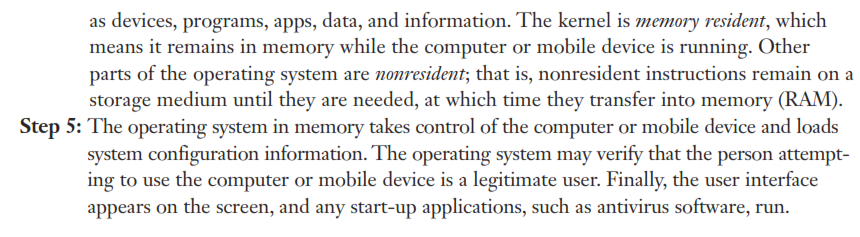 as devices, programs, apps, data, and information. The kernel is memory resident, which
means it remains in memory while the computer or mobile device is running. Other
parts of the operating system are nonresident; that is, nonresident instructions remain on a
storage medium until they are needed, at which time they transfer into memory (RAM).
Step 5: The operating system in memory takes control of the computer or mobile device and loads
system configuration information. The operating system may verify that the person attempt-
ing to use the computer or mobile device is a legitimate user. Finally, the user interface
appears on the screen, and any start-up applications, such as antivirus software, run.